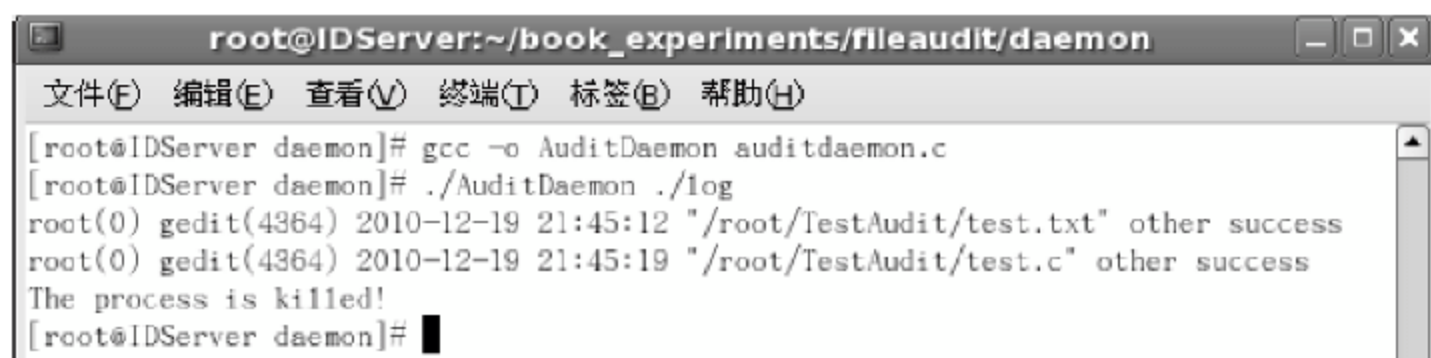 root@IDServer:~/book_experiments/fileaudit/daemon
文件(F) 编辑(E) 查看(V) 终端(T) 标签(B) 帮助(H)
[root@IDServer daemon]# gcc -o AuditDaemon auditdaemon.c
[root@IDServer daemon]# ./AuditDaemon ./log
root(0) gedit(4364) 2010-12-19 21:45:12 "/root/TestAudit/test.txt" other success
root(0) gedit(4364) 2010-12-19 21:45:19 "/root/TestAudit/test.c" other success
The process is killed!
[root@IDServer daemon]#